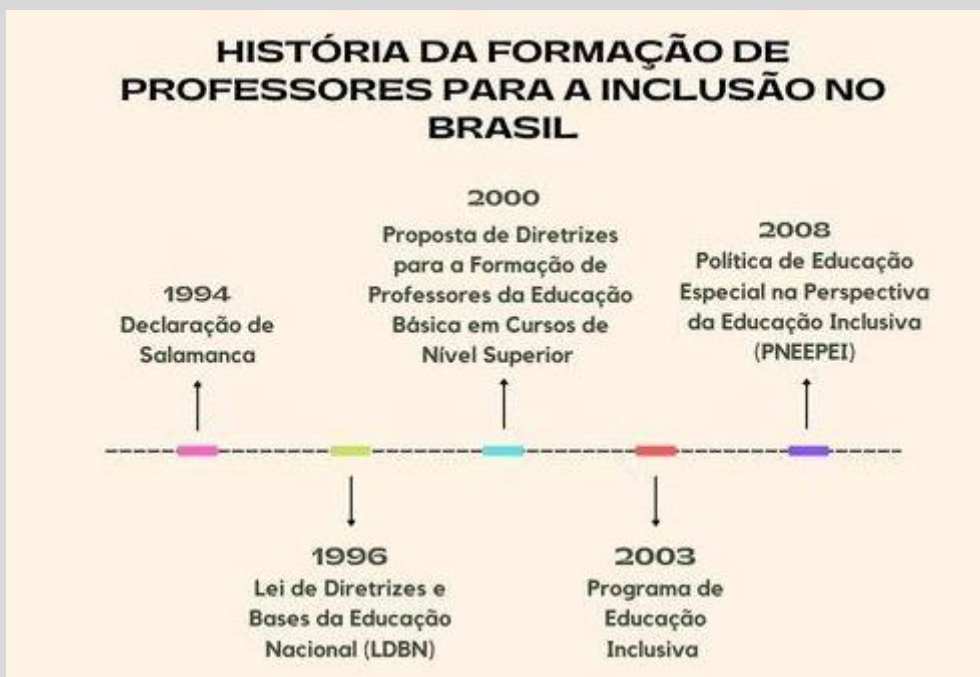 HISTÓRIA DA FORMAÇÃO DE
PROFESSORES PARA A INCLUSÃO NO
BRASIL
1994
Declaração de
Salamanca
1996
Lei de Diretrizes e
Bases da Educação
Nacional (LDBN)
2000
Proposta de Diretrizes
para a Formação de
Professores da Educação
Básica em Cursos de
Nível Superior
2003
Programa de
Educação
Inclusiva
2008
Política de Educação
Especial na Perspectiva
da Educação Inclusiva
(PNEEPEI)